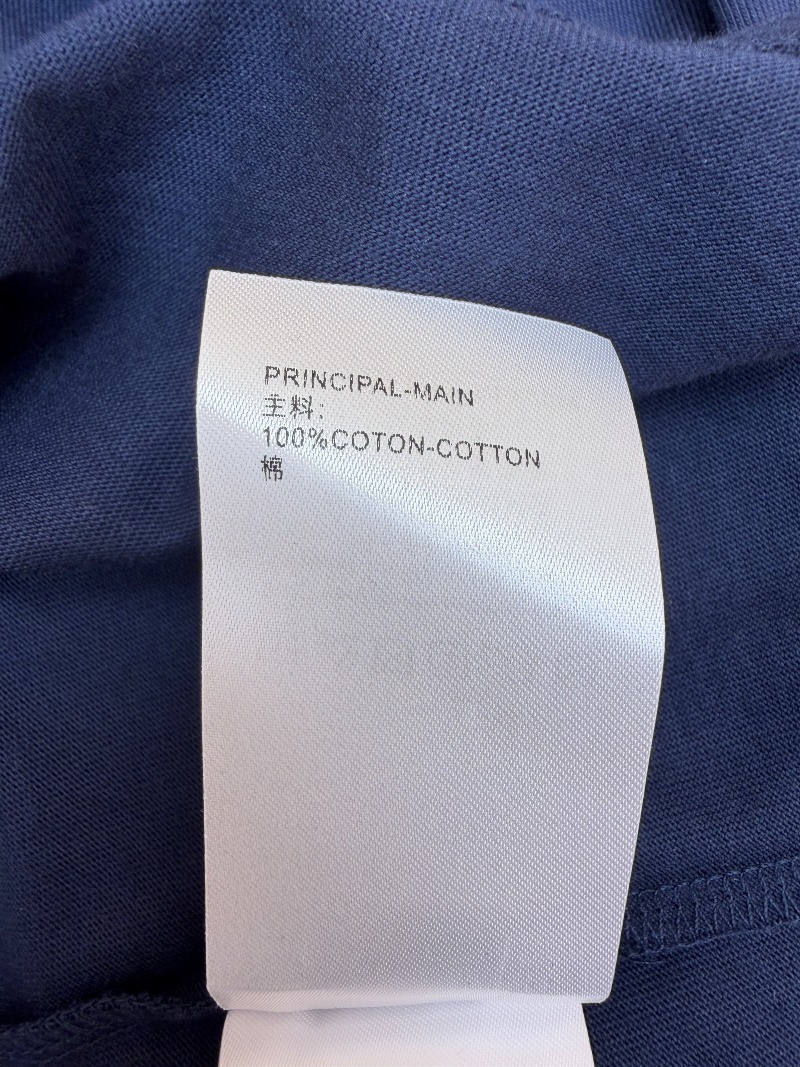 PRINCIPAL-MAIN
主料:
100%COTON-COTTON
棉